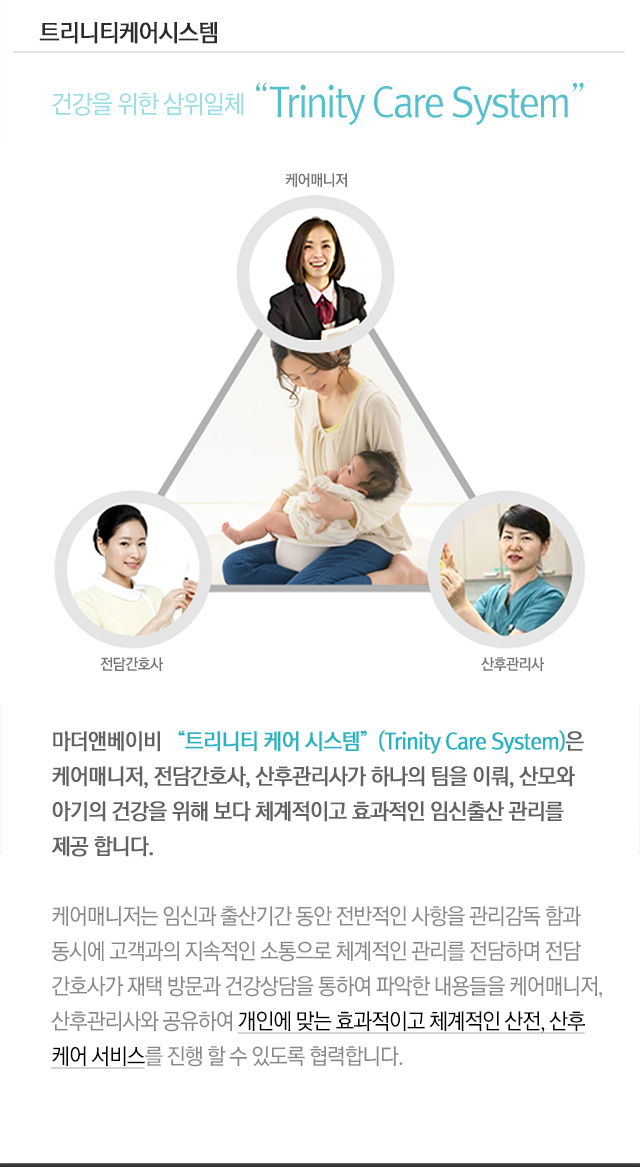 트리니티케어시스템
건강을 위한 삼위일체 “Trinity Care System”
케어매니저
전담간호사
산후관리사
마더앤베이비 “트리니티 케어 시스템” (Trinity Care System)은
케어매니저, 전담간호사, 산후관리사가 하나의 팀을 이뤄, 산모와
아기의 건강을 위해 보다 체계적이고 효과적인 임신출산 관리를
제공 합니다.
케어매니저는 임신과 출산기간 동안 전반적인 사항을 관리감독 함과
동시에 고객과의 지속적인 소통으로 체계적인 관리를 전담하며 전담
간호사가 재택 방문과 건강상담을 통하여 파악한 내용들을 케어매니저,
산후관리사와 공유하여 개인에 맞는 효과적이고 체계적인 산전, 산후
케어 서비스를 진행 할 수 있도록 협력합니다.